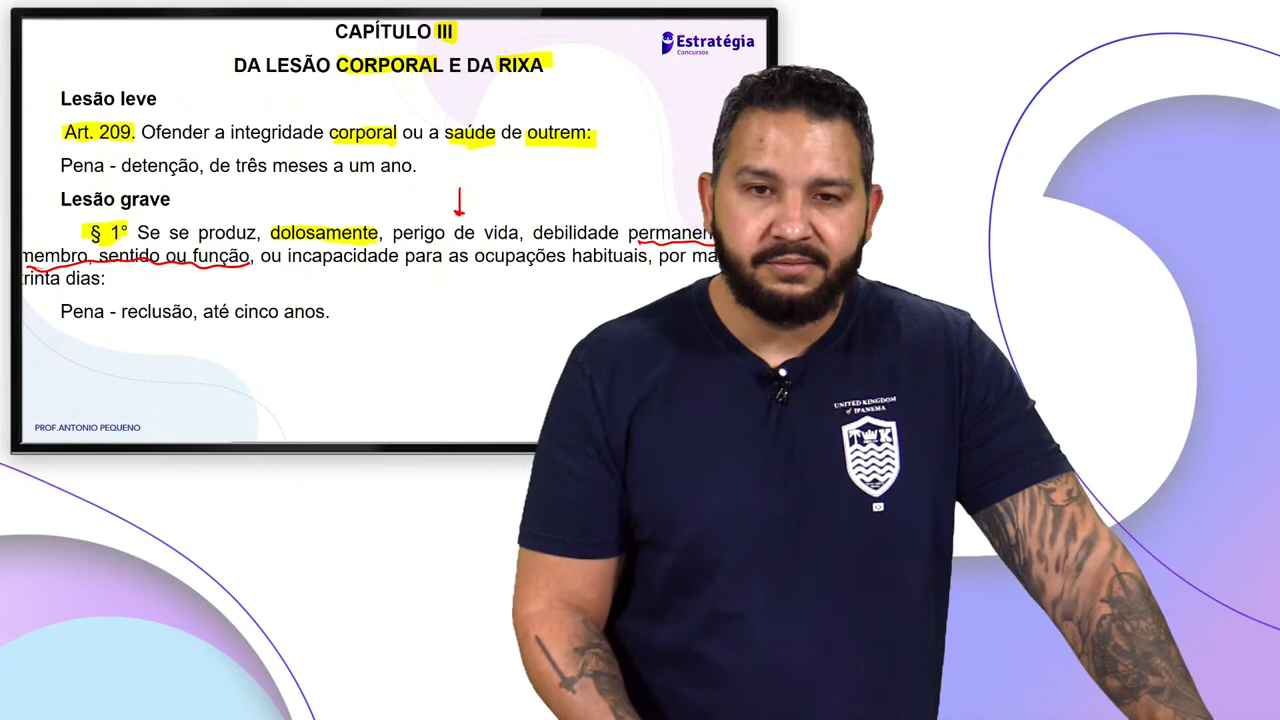 CAPÍTULO III
Estratégia
Concursos
DA LESÃO CORPORAL E DA RIXA
Lesão leve
Art. 209. Ofender a integridade corporal ou a saúde de outrem:
Pena - detenção, de três meses a um ano.
Lesão grave
§ 1° Se se produz, dolosamente, perigo de vida, debilidade
membro, sentido ou função, ou incapacidade para as ocupações habituais, por
trinta dias:
Pena - reclusão, até cinco anos.
PROF.ANTONIO PEQUENO
UNITED KINGDOM
of IPANEMA